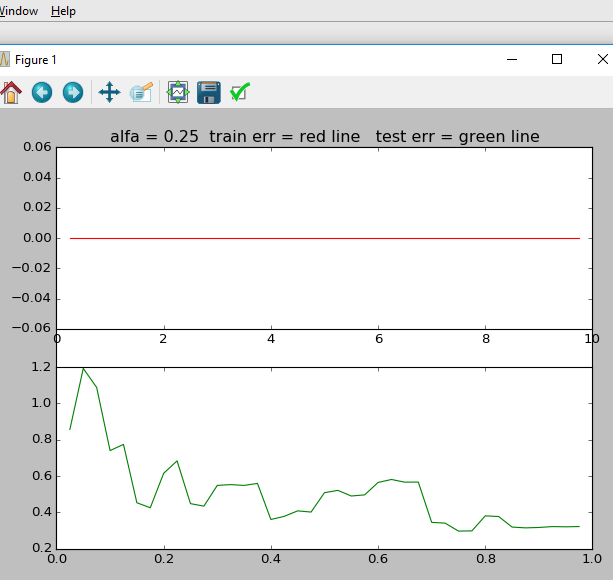 Window Help
Figure 1
alfa = 0.25 train err = red line test err = green line
0.06
0.04
0.02
0.00
−0.02
−0.04
−0.06
0 2 4 6 8 10
1.2
1.0
0.8
0.6
0.4
0.2
0.0 0.2 0.4 0.6 0.8 1.0